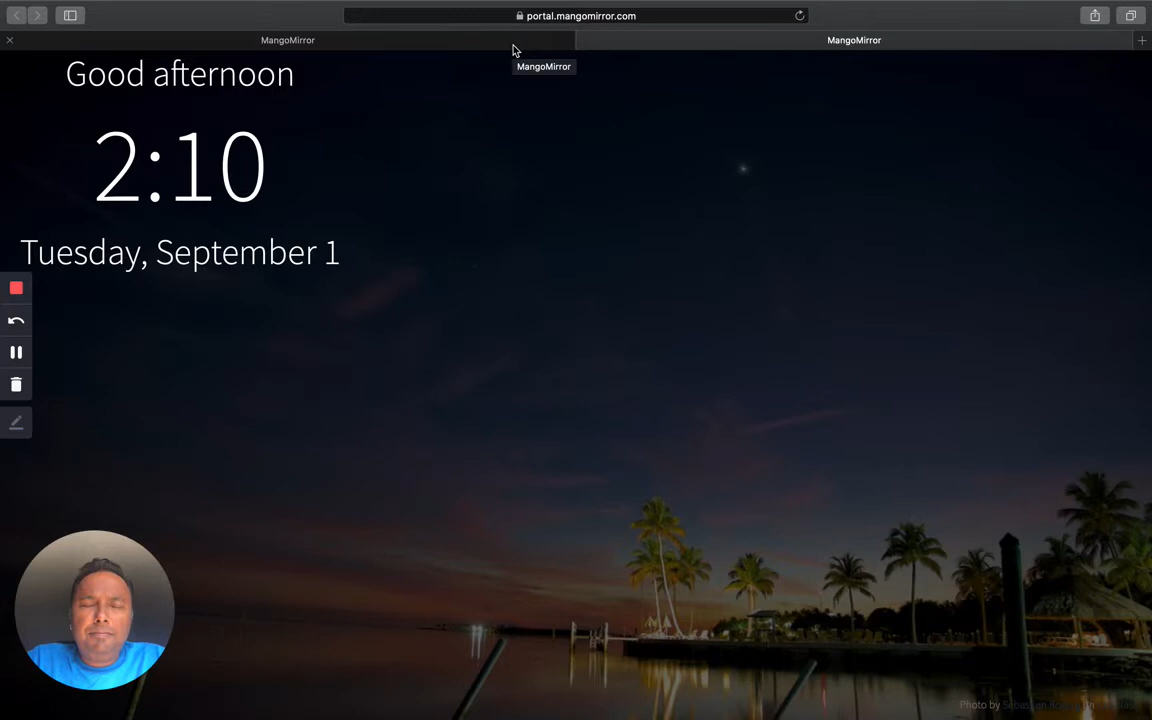 portal.mangomirror.com
MangoMirror
MangoMirror
MangoMirror
Good afternoon
2:10
Tuesday, September 1
Photo by